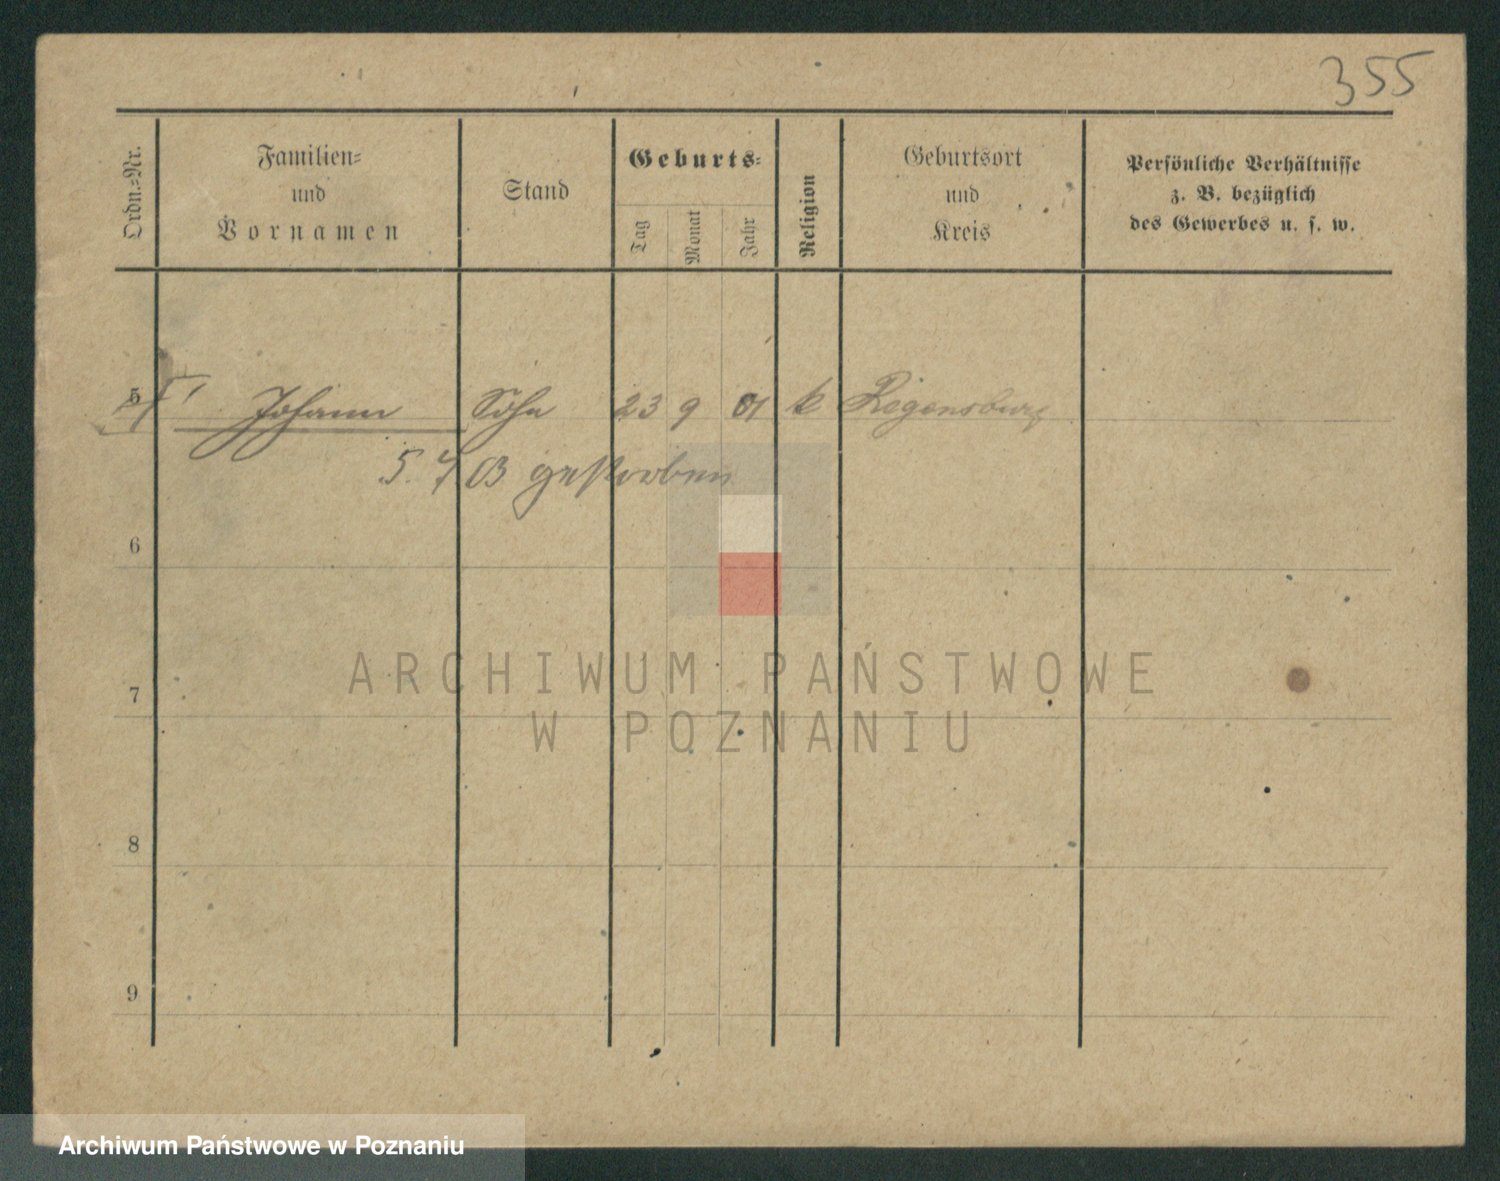 355
Ordn.=Nr.
Familien=
und
Vornamen
Stand
Geburts=
Tag
Monat
Jahr
Religion
Geburtsort
und
Kreis
Persönliche Verhältnisse
z. B. bezüglich
des Gewerbes u. s. w.
5 Johann Sohn 23 9 01 k Regensburg
5. 7 03 gestorben
6
7
8
9
ARCHIWUM PAŃSTWOWE
W POZNANIU
Archiwum Państwowe w Poznaniu